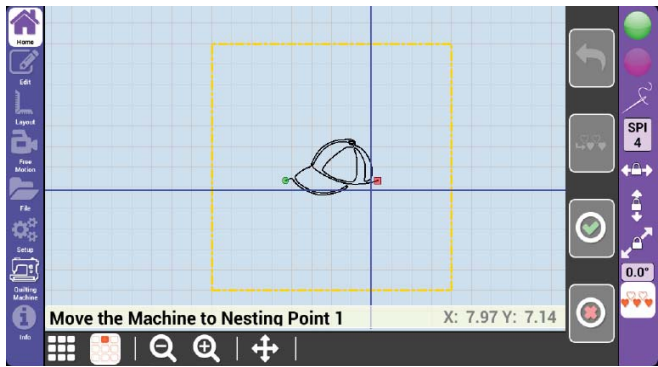 Home
Edit
Layout
Free
Motion
File
Setup
Quilting
Machine
Info
SPI
4
0.0°
Move the Machine to Nesting Point 1
X: 7.97 Y: 7.14